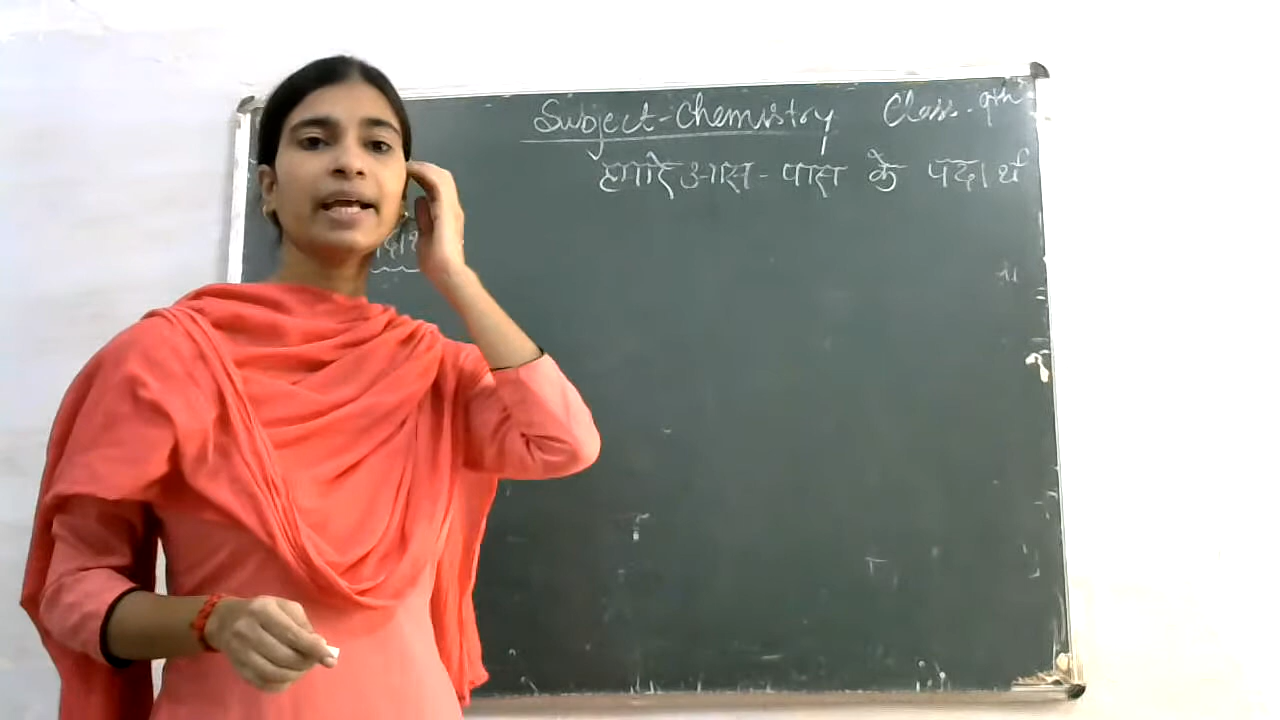 Subject-Chemistry Class-9th
हमारे आस-पास के पदार्थ